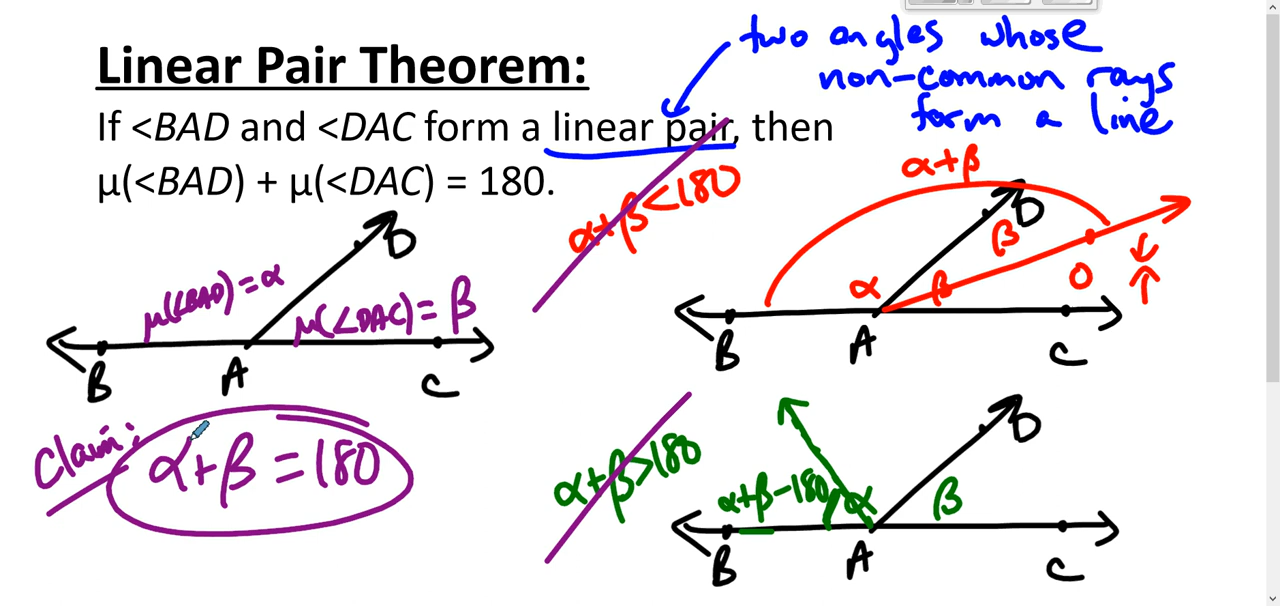 Linear Pair Theorem:
two angles whose
non-common rays
form a line
If <BAD and <DAC form a linear pair, then
μ(<BAD) + μ(<DAC) = 180.
α+β<180
α+β
D
μ(∠BAD)=α
μ(∠DAC)=β
B
A
C
D
β
α
β
O
B
A
C
Claim:
α+β=180
α+β>180
D
α+β-180
α
β
B
A
C